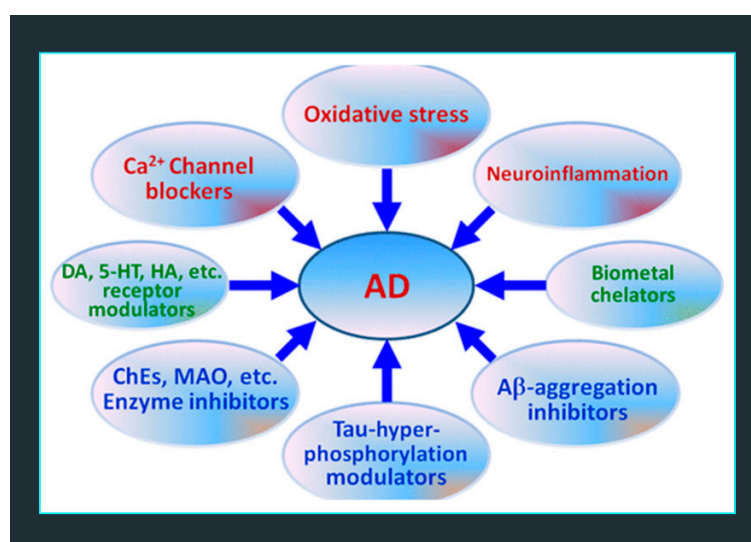 Oxidative stress
Ca²⁺ Channel
blockers
Neuroinflammation
DA, 5-HT, HA, etc.
receptor
modulators
AD
Biometal
chelators
ChEs, MAO, etc.
Enzyme inhibitors
Aβ-aggregation
inhibitors
Tau-hyper-
phosphorylation
modulators